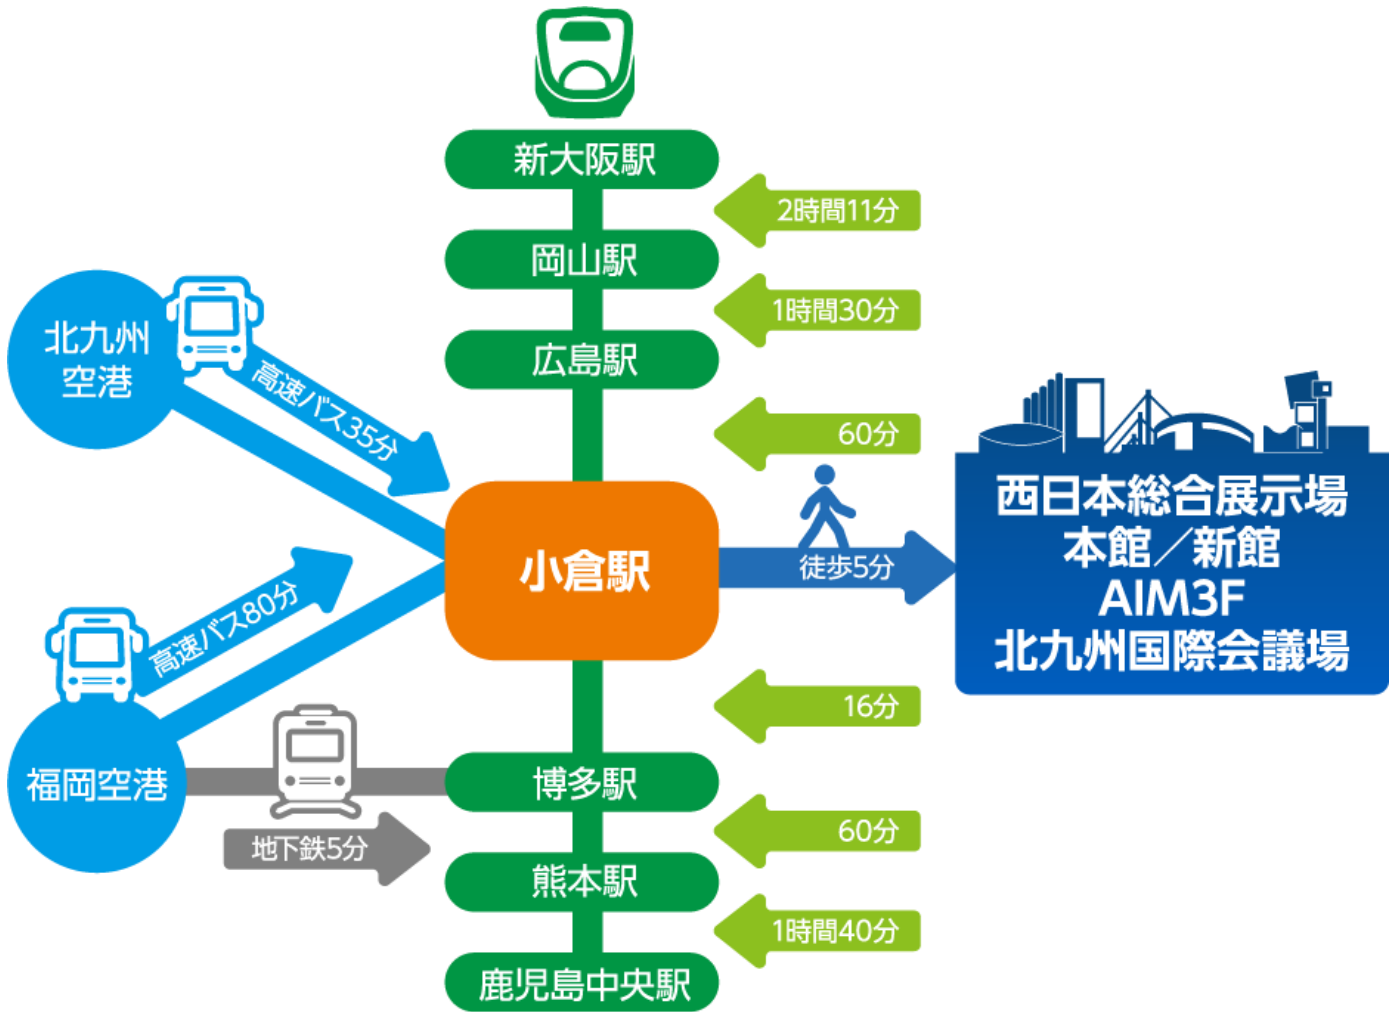 新大阪駅
2時間11分
岡山駅
1時間30分
広島駅
60分
北九州
空港
高速バス35分
小倉駅
徒歩5分
西日本総合展示場
本館／新館
AIM3F
北九州国際会議場
高速バス80分
福岡空港
地下鉄5分
16分
博多駅
60分
熊本駅
1時間40分
鹿児島中央駅